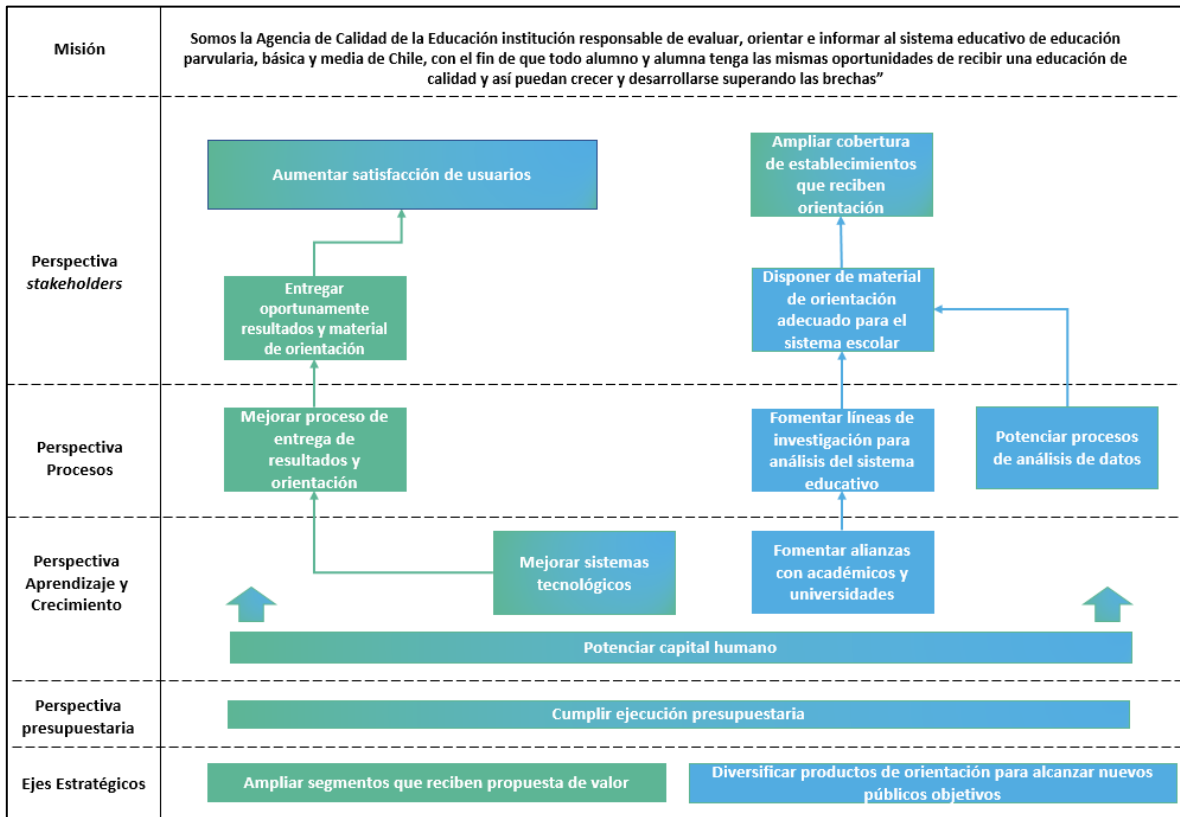 Misión
Somos la Agencia de Calidad de la Educación institución responsable de evaluar, orientar e informar al sistema educativo de educación
parvularia, básica y media de Chile, con el fin de que todo alumno y alumna tenga las mismas oportunidades de recibir una educación de
calidad y así puedan crecer y desarrollarse superando las brechas”
Perspectiva
stakeholders
Aumentar satisfacción de usuarios
Ampliar cobertura
de establecimientos
que reciben
orientación
Entregar
oportunamente
resultados y material
de orientación
Disponer de material
de orientación
adecuado para el
sistema escolar
Perspectiva
Procesos
Mejorar proceso de
entrega de
resultados y
orientación
Fomentar líneas de
investigación para
análisis del sistema
educativo
Potenciar procesos
de análisis de datos
Perspectiva
Aprendizaje y
Crecimiento
Mejorar sistemas
tecnológicos
Fomentar alianzas
con académicos y
universidades
Potenciar capital humano
Perspectiva
presupuestaria
Cumplir ejecución presupuestaria
Ejes Estratégicos
Ampliar segmentos que reciben propuesta de valor
Diversificar productos de orientación para alcanzar nuevos
públicos objetivos